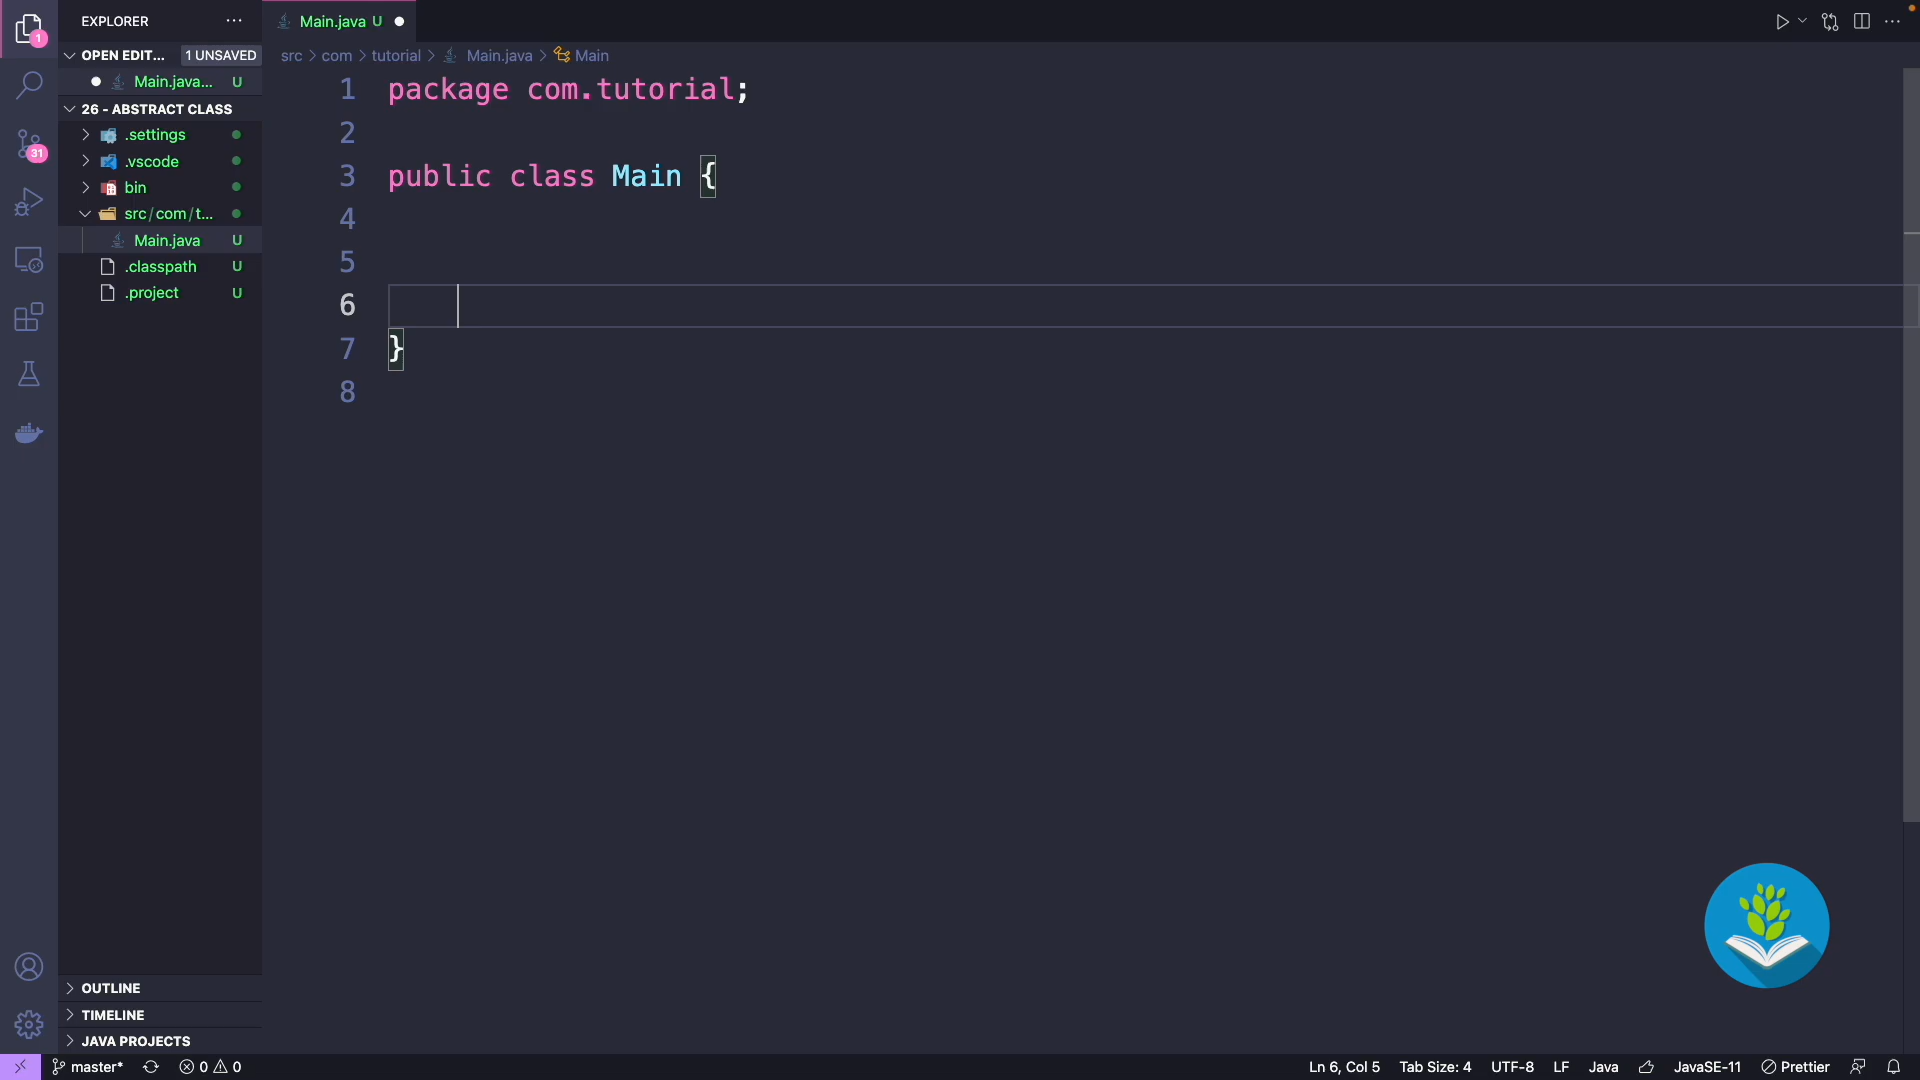 EXPLORER
Main.java U
1
OPEN EDIT... 1 UNSAVED
src > com > tutorial > Main.java > Main
Main.java... U
26 - ABSTRACT CLASS
.settings
.vscode
31
bin
src/com/t...
Main.java U
.classpath U
.project U
1 package com.tutorial;
2
3 public class Main {
4
5
6
7 }
8
OUTLINE
TIMELINE
JAVA PROJECTS
master* 0 0 Ln 6, Col 5 Tab Size: 4 UTF-8 LF Java JavaSE-11 Prettier